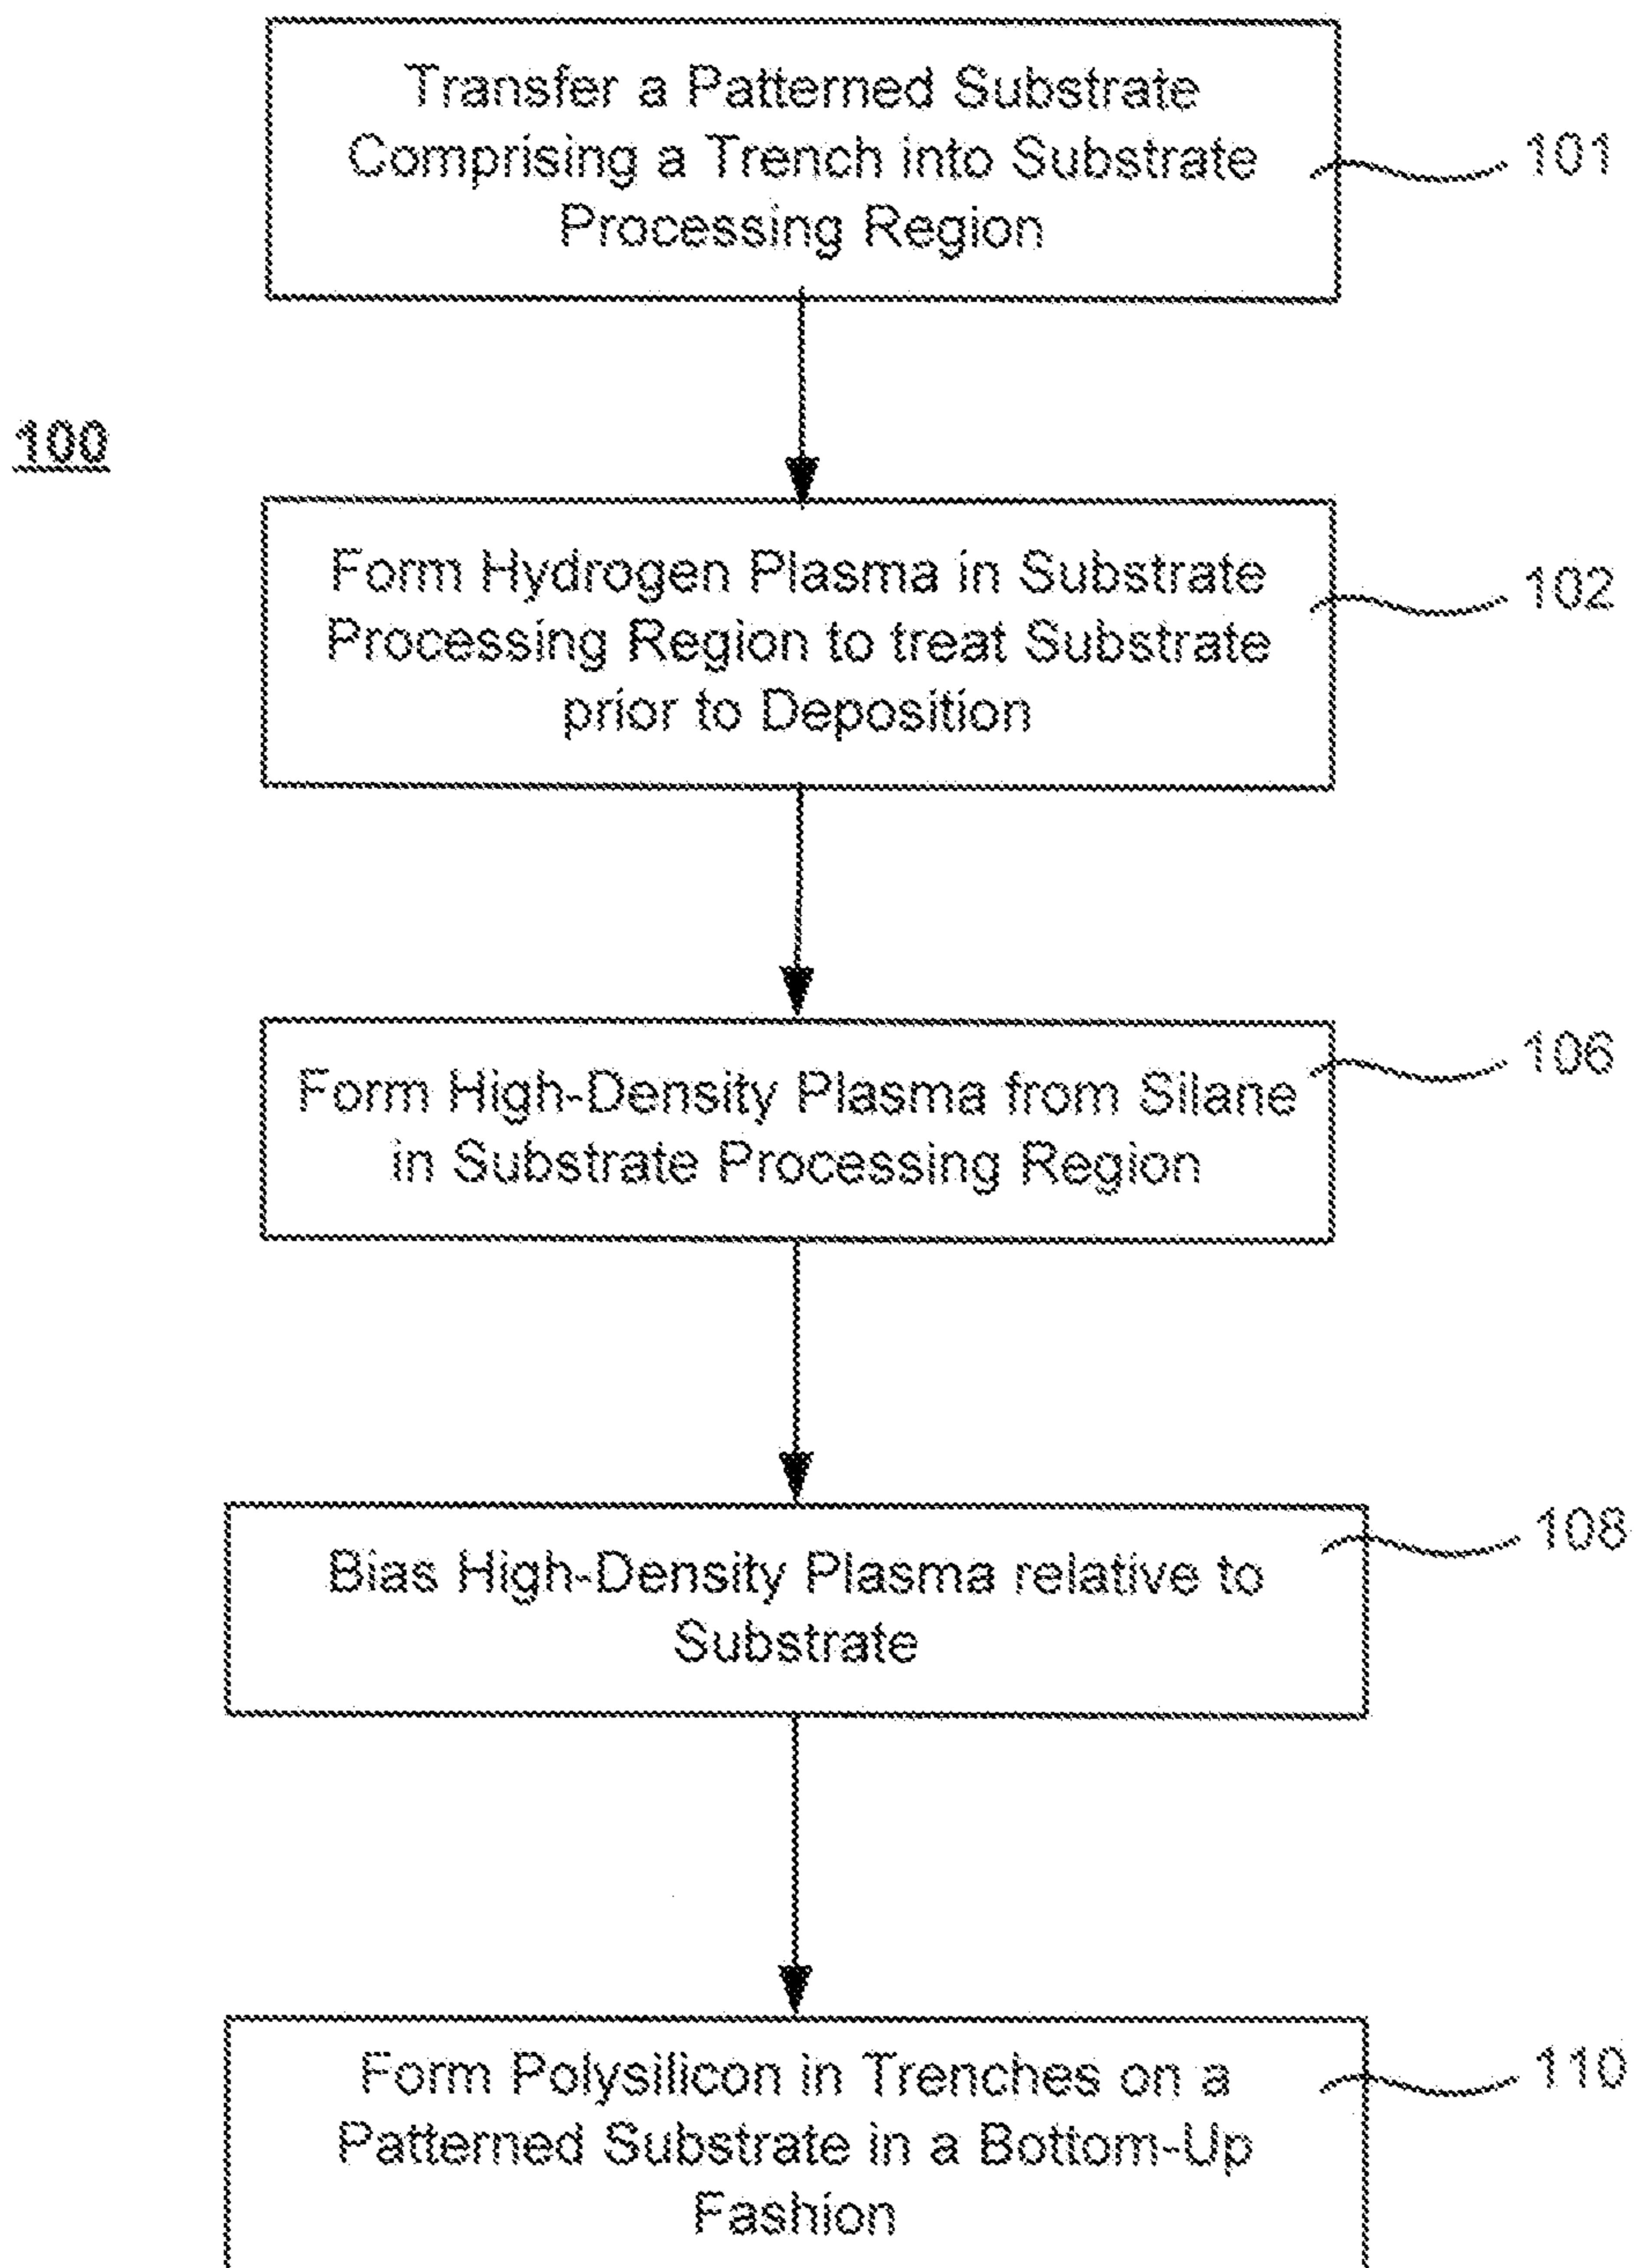 Transfer a Patterned Substrate
Comprising a Trench into Substrate
Processing Region
101
100
Form Hydrogen Plasma in Substrate
Processing Region to treat Substrate
prior to Deposition
102
Form High-Density Plasma from Silane
in Substrate Processing Region
106
Bias High-Density Plasma relative to
Substrate
108
Form Polysilicon in Trenches on a
Patterned Substrate in a Bottom-Up
Fashion
110